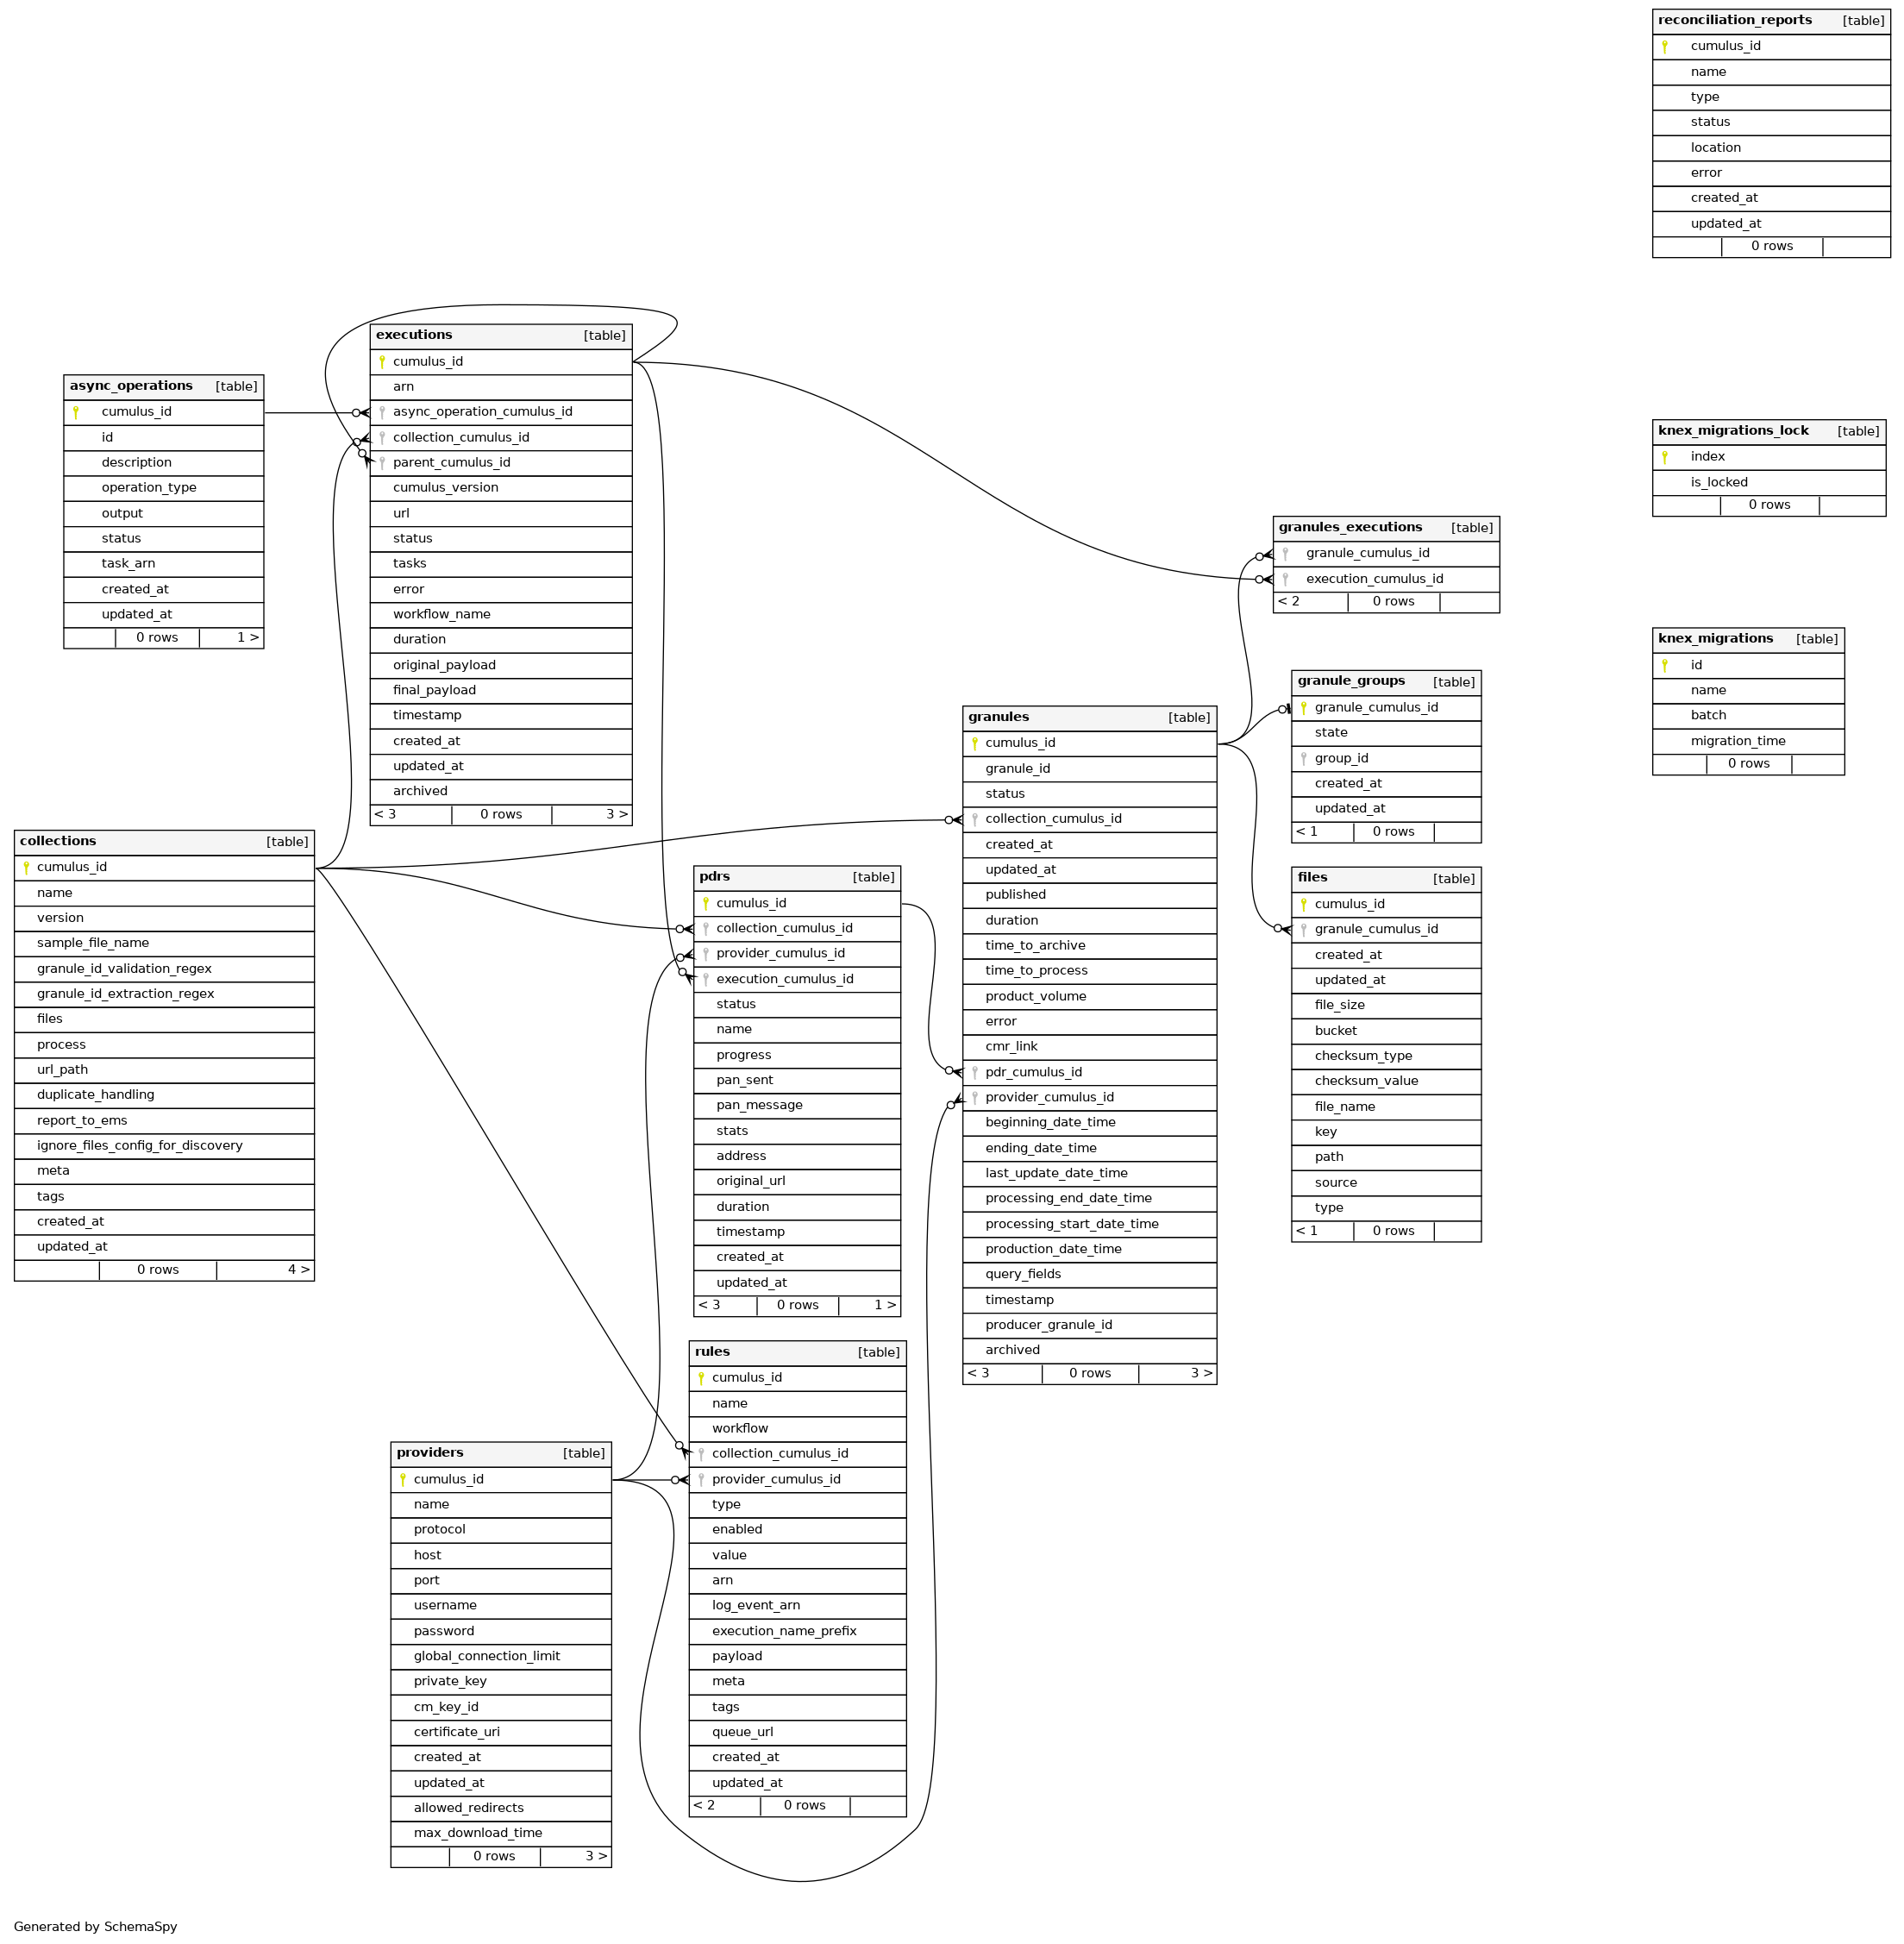 reconciliation_reports [table]
cumulus_id
name
type
status
location
error
created_at
updated_at
0 rows
executions [table]
cumulus_id
arn
async_operation_cumulus_id
collection_cumulus_id
parent_cumulus_id
cumulus_version
url
status
tasks
error
workflow_name
duration
original_payload
final_payload
timestamp
created_at
updated_at
archived
< 3 0 rows 3 >
async_operations [table]
cumulus_id
id
description
operation_type
output
status
task_arn
created_at
updated_at
0 rows 1 >
knex_migrations_lock [table]
index
is_locked
0 rows
granules_executions [table]
granule_cumulus_id
execution_cumulus_id
< 2 0 rows
knex_migrations [table]
id
name
batch
migration_time
0 rows
granule_groups [table]
granule_cumulus_id
state
group_id
created_at
updated_at
< 1 0 rows
granules [table]
cumulus_id
granule_id
status
collection_cumulus_id
created_at
updated_at
published
duration
time_to_archive
time_to_process
product_volume
error
cmr_link
pdr_cumulus_id
provider_cumulus_id
beginning_date_time
ending_date_time
last_update_date_time
processing_end_date_time
processing_start_date_time
production_date_time
query_fields
timestamp
producer_granule_id
archived
< 3 0 rows 3 >
collections [table]
cumulus_id
name
version
sample_file_name
granule_id_validation_regex
granule_id_extraction_regex
files
process
url_path
duplicate_handling
report_to_ems
ignore_files_config_for_discovery
meta
tags
created_at
updated_at
0 rows 4 >
pdrs [table]
cumulus_id
collection_cumulus_id
provider_cumulus_id
execution_cumulus_id
status
name
progress
pan_sent
pan_message
stats
address
original_url
duration
timestamp
created_at
updated_at
< 3 0 rows 1 >
files [table]
cumulus_id
granule_cumulus_id
created_at
updated_at
file_size
bucket
checksum_type
checksum_value
file_name
key
path
source
type
< 1 0 rows
rules [table]
cumulus_id
name
workflow
collection_cumulus_id
provider_cumulus_id
type
enabled
value
arn
log_event_arn
execution_name_prefix
payload
meta
tags
queue_url
created_at
updated_at
< 2 0 rows
providers [table]
cumulus_id
name
protocol
host
port
username
password
global_connection_limit
private_key
cm_key_id
certificate_uri
created_at
updated_at
allowed_redirects
max_download_time
0 rows 3 >
Generated by SchemaSpy